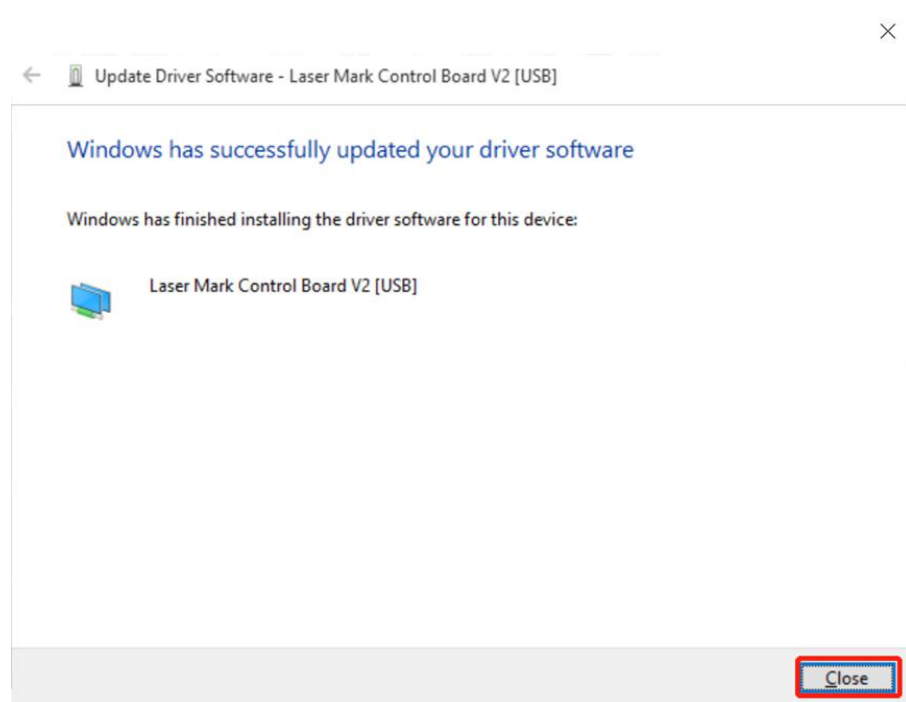 Update Driver Software - Laser Mark Control Board V2 [USB]
Windows has successfully updated your driver software
Windows has finished installing the driver software for this device:
Laser Mark Control Board V2 [USB]
Close